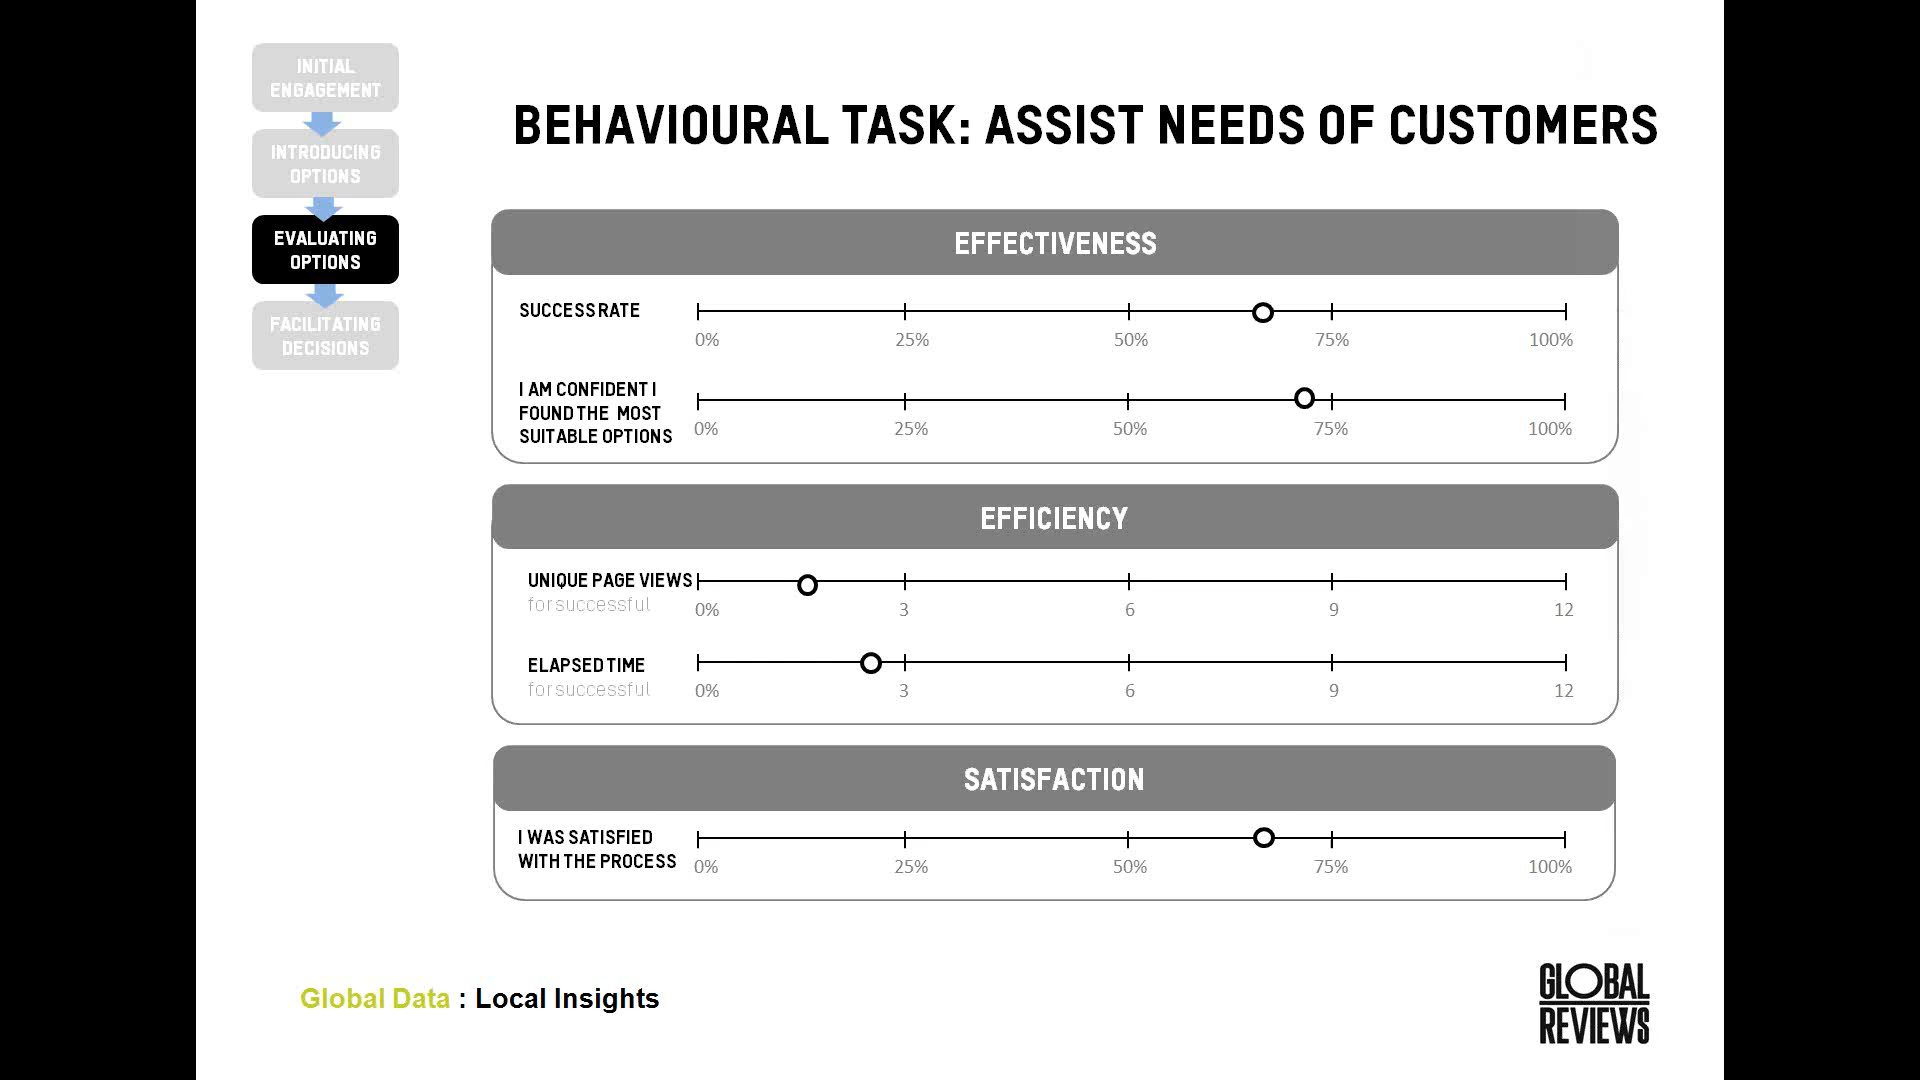 INITIAL
ENGAGEMENT
INTRODUCING
OPTIONS
EVALUATING
OPTIONS
FACILITATING
DECISIONS
BEHAVIOURAL TASK: ASSIST NEEDS OF CUSTOMERS
EFFECTIVENESS
SUCCESS RATE
0% 25% 50% 75% 100%
I AM CONFIDENT I
FOUND THE MOST
SUITABLE OPTIONS
0% 25% 50% 75% 100%
EFFICIENCY
UNIQUE PAGE VIEWS
for successful
0% 3 6 9 12
ELAPSED TIME
for successful
0% 3 6 9 12
SATISFACTION
I WAS SATISFIED
WITH THE PROCESS
0% 25% 50% 75% 100%
Global Data : Local Insights
GLOBAL
REVIEWS